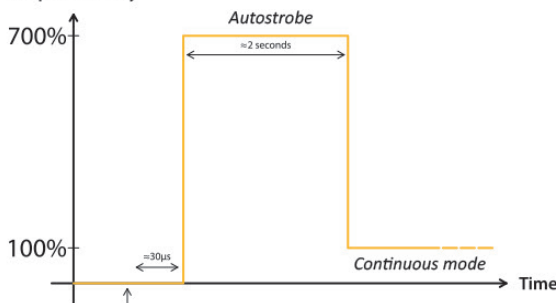 Autostrobe
700%
≈2 seconds
100%
≈30µs
Continuous mode
Time